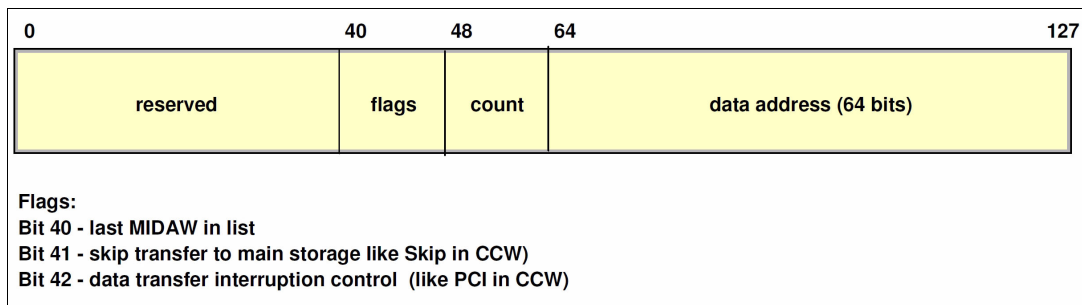 0 40 48 64 127
reserved flags count data address (64 bits)
Flags:
Bit 40 - last MIDAW in list
Bit 41 - skip transfer to main storage like Skip in CCW)
Bit 42 - data transfer interruption control (like PCI in CCW)